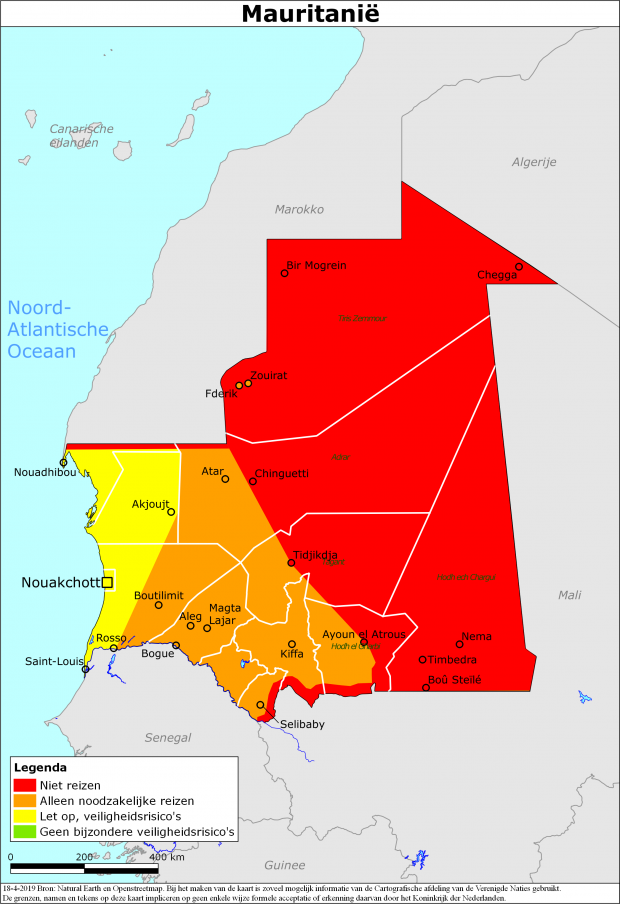 Mauritanië
Canarische
eilanden
Algerije
Marokko
Bir Mogrein
Chegga
Noord-
Atlantische
Oceaan
Tiris Zemmour
Zouirat
Fderik
Nouadhibou
Atar
Chinguetti
Adrar
Akjoujt
Tidjikdja
Tagant
Hodh ech Chargui
Nouakchott
Mali
Boutilimit
Magta
Lajar
Aleg
Rosso
Bogue
Kiffa
Ayoun el Atrous
Hodh el Gharbi
Nema
Timbedra
Saint-Louis
Boû Steïlé
Selibaby
Senegal
Legenda
Niet reizen
Alleen noodzakelijke reizen
Let op, veiligheidsrisico's
Geen bijzondere veiligheidsrisico's
0 200 400 km
Guinee
18-4-2019 Bron: Natural Earth en Openstreetmap. Bij het maken van de kaart is zoveel mogelijk informatie van de Cartografische afdeling van de Verenigde Naties gebruikt.
De grenzen, namen en tekens op deze kaart impliceren op geen enkele wijze formele acceptatie of erkenning daarvan door het Koninkrijk der Nederlanden.